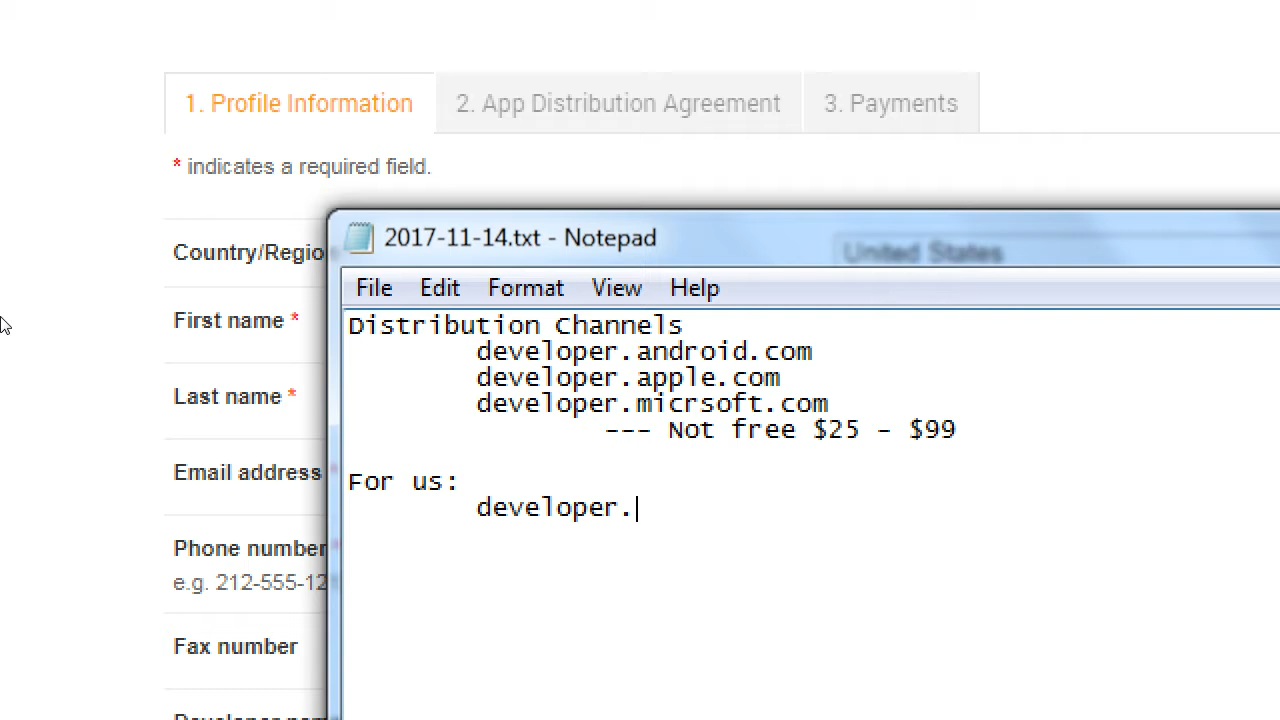 1. Profile Information
2. App Distribution Agreement
3. Payments
* indicates a required field.
Country/Regio
United States
First name *
Last name *
Email address
Phone number
e.g. 212-555-12
Fax number
2017-11-14.txt - Notepad
File Edit Format View Help
Distribution Channels
developer.android.com
developer.apple.com
developer.micrsoft.com
--- Not free $25 - $99
For us:
developer.